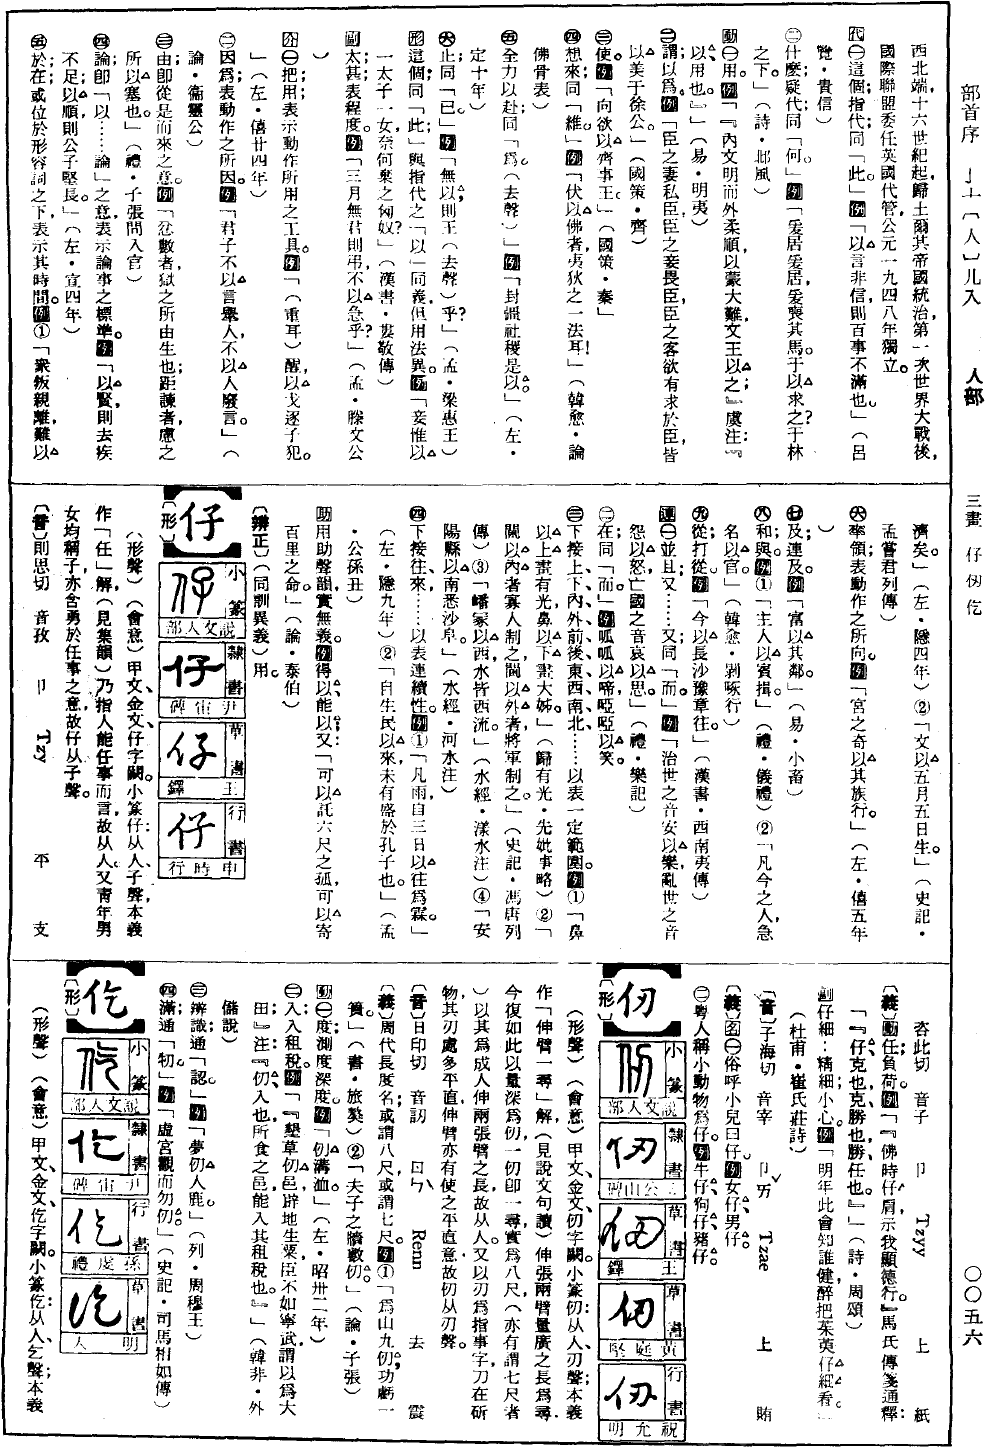 部首序 亅亠〔人〕儿入 人部 三畫 仔 仞 仡 〇〇五六
西北端，十六世紀起，歸土爾其帝國統治，第一次世界大戰後，
國際聯盟委任英國代管，公元一九四八年獨立。
代㊀這個；指代同「此。」例「以言非信，則百事不滿也。」（呂
覽·貴信）
㊁什麼；疑代同「何。」例「爰居爰處，爰喪其馬。于以求之？于林
之下。」（詩·邶風）
動㊀用。例「『內文明而外柔順，以蒙大難，文王以之；』虞注：『
以，用也。』」（易·明夷）
㊁謂；以爲。例「臣之妻私臣，臣之妾畏臣，臣之客欲有求於臣，皆
以美于徐公。」（國策·齊）
㊂使。例「向欲以齊事王。」（國策·秦）
㊃想來；同「維。」例「伏以佛者，夷狄之一法耳！」（韓愈·論
佛骨表）
㊄全力以赴；同「爲。（去聲）」例「封疆社稷是以。」（左·
定十年）
㊅止；同「已。」例「無以，則王（去聲）乎？」（孟·梁惠王）
形這個；同「此；」與指代之「以」同義，但用法異。例「妾惟以
一太子一女，奈何棄之匈奴？」（漢書·婁敬傳）
副太；甚；表程度。例「三月無君則弔，不以急乎？」（孟·滕文公
）
介㊀把；用；表示動作所用之工具。例「（重耳）醒，以戈逐子犯。
」（左·僖廿四年）
㊁因；爲；表動作之所因。例「君子不以言舉人，不以人廢言。」（
論·衞靈公）
㊂由；卽從是而來之意。例「忿數者，獄之所由生也；距諫者，慮之
所以塞也。」（禮·子張問入官）
㊃論；卽「以……論」之意，表示論事之標準。例「以賢，則去疾
不足；以順，則公子堅長。」（左·宣四年）
㊄於；在；或位於形容詞之下，表示其時間。例①「衆叛親離，難以
濟矣。」（左·隱四年）②「文以五月五日生。」（史記·
孟嘗君列傳）
㊅率領；表動作之所向。例「宮之奇以其族行。」（左·僖五年
）
㊆及；連及。例「富以其鄰。」（易·小畜）
㊇和；與。例①「主人以賓揖。」（禮·儀禮）②「凡今之人，急
名以官。」（韓愈·剝啄行）
㊈從；打從。例「今以長沙豫章往。」（漢書·西南夷傳）
連㊀並且；又……又；同「而。」例「治世之音安以樂，亂世之音
怨以怒，亡國之音哀以思。」（禮·樂記）
㊁在；同「而。」例呱呱以啼，啞啞以笑。
㊂下接上、下、內、外、前、後、東、西、南、北、……以表一定範圍。例①「鼻
以上畫有光，鼻以下畫大姊。」（歸有光·先妣事略）②「
閫以內者，寡人制之；閫以外者，將軍制之。」（史記·馮唐列
傳）③「嶓冢以西，水皆西流。」（水經·漾水注）④「安
陽縣以南悉沙阜。」（水經·河水注）
㊃下接往、來、……以表連續性。例①「凡雨，自三日以往爲霖。」
（左·隱九年）②「自生民以來，未有盛於孔子也。」（孟
·公孫丑）
助用助聲韻，實無義。例得以、能以；又「可以託六尺之孤，可以寄
百里之命。」（論·泰伯）
〔辨正〕（同訓異義）用。
仔
〔形〕
小篆 說文人部
隸書 尹宙碑
草書 王鐸
行書 申時行
（形聲）（會意）甲文、金文仔字闕。小篆仔：从人、子聲，本義
作「任」解，（見集韻）乃指人能任事而言，故从人。又靑年男
女均稱子，亦含勇於任事之意，故仔从子聲。
〔音〕則思切 音孜 卩 Tzy 平 支
咨此切 音子 卩 Tzyy 上 紙
〔義〕動任；負荷。例「『佛時仔肩，示我顯德行。』馬氏傳箋通釋：
「『仔，克也；克，勝也；勝，任也。』」（詩·周頌）
副仔細：精細；小心。例「明年此會知誰健，醉把茱萸仔細看。」
（杜甫·崔氏莊詩）
〔音〕子海切 音宰 卩ㄞˇ Tzae 上 賄
〔義〕名㊀俗呼小兒曰仔。例女仔、男仔。
㊁粵人稱小動物爲仔。例牛仔、狗仔、豬仔。
仞
〔形〕
小篆 說文人部
隸書 王公山碑
草書 王鐸
草書 黃庭堅
行書 祝允明
（形聲）（會意）甲文、金文仞字闕。小篆仞：从人、刃聲，本義
作「伸臂一尋」解，（見說文句讀）伸張兩臂量廣之長爲尋，
今復如此以量深爲仞，一仞卽一尋，實爲八尺，（亦有謂七尺者
）以其爲成人伸兩張臂之長，故从人。又以刃爲指事字，刀在斫
物，其刃處多平直，伸臂亦有使之平直意，故仞从刃聲。
〔音〕日印切 音訒 ㄖㄣˋ Renn 去 震
〔義〕周代長度名；或謂八尺，或謂七尺。例①「爲山九仞，功虧一
簣。」（書·旅獒）②「夫子之牆數仞。」（論·子張）
動㊀度；測度深度。例「仞溝洫。」（左·昭卅二年）
㊁入；入租稅。例「『墾草仞邑，辟地生粟，臣不如寧武，請以爲大
田；』注：『仞，入也，所食之邑，能入其租稅也。』」（韓非·外
儲說）
㊂辨識；通「認。」例「夢仞人鹿。」（列·周穆王）
㊃滿；通「牣。」例「虛宮觀而勿仞。」（史記·司馬相如傳）
仡
〔形〕
小篆 說文人部
隸書 尹宙碑
行書 孫虔禮
草書 明人
（形聲）（會意）甲文、金文仡字闕。小篆仡：从人、乞聲，本義